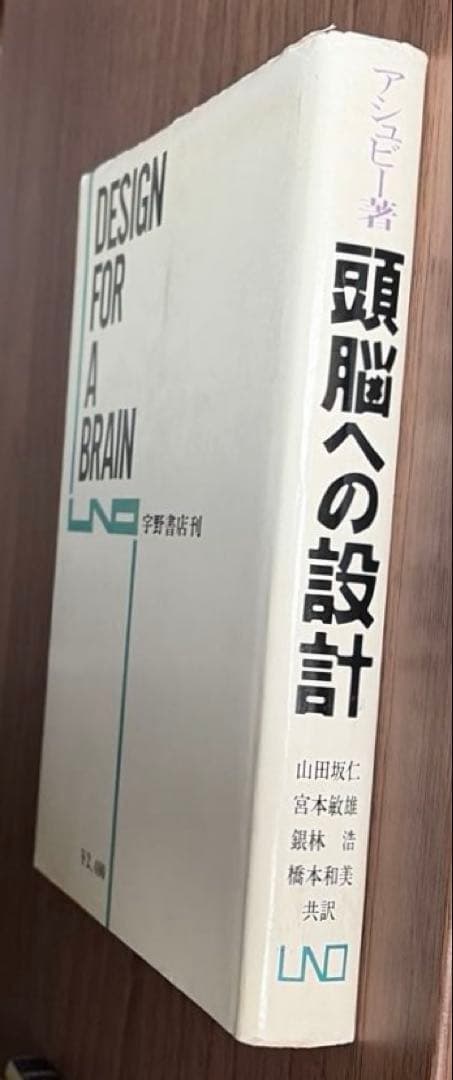 DESIGN
FOR
A
BRAIN
UNO
宇野書店刊
アシュビー著
頭脳への設計
山田坂仁
宮本敏雄
銀林 浩
橋本和美
共訳
UNO